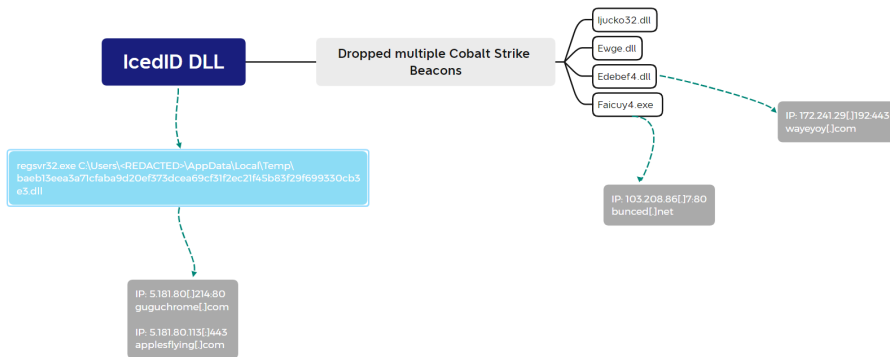 IcedID DLL
Dropped multiple Cobalt Strike
Beacons
Ijucko32.dll
Ewge.dll
Edebef4.dll
Faicuy4.exe
IP: 172.241.29[.]192:443
wayeyoy[.]com
regsvr32.exe C:\Users\<REDACTED>\AppData\Local\Temp\
baeb13eea3a71cfaba9d20ef373dcea69cf31f2ec21f45b83f29f699330cb3
e3.dll
IP: 103.208.86[.]7:80
bunced[.]net
IP: 5.181.80[.]214:80
guguchrome[.]com
IP: 5.181.80.113[:]443
applesflying[.]com